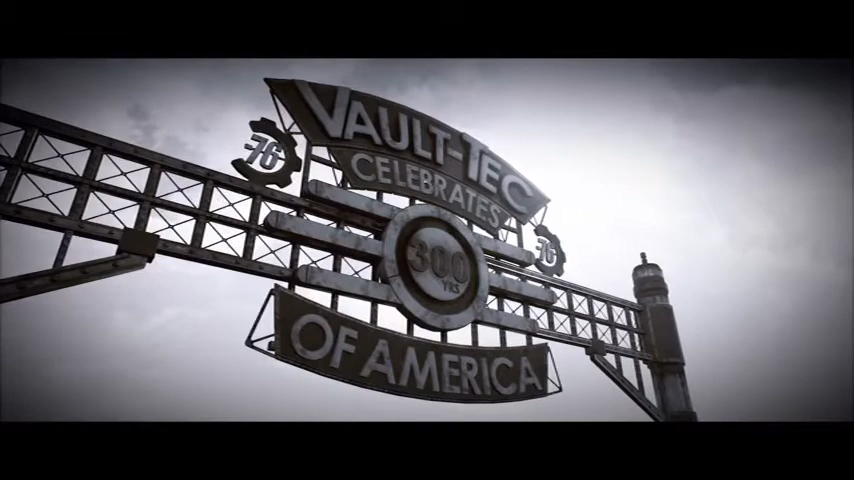 VAULT-TEC
CELEBRATES
76
76
300
YRS
OF AMERICA